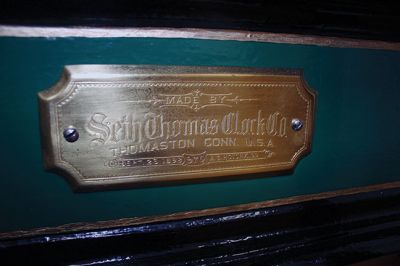 MADE BY
Seth Thomas Clock Co
THOMASTON CONN. U.S.A